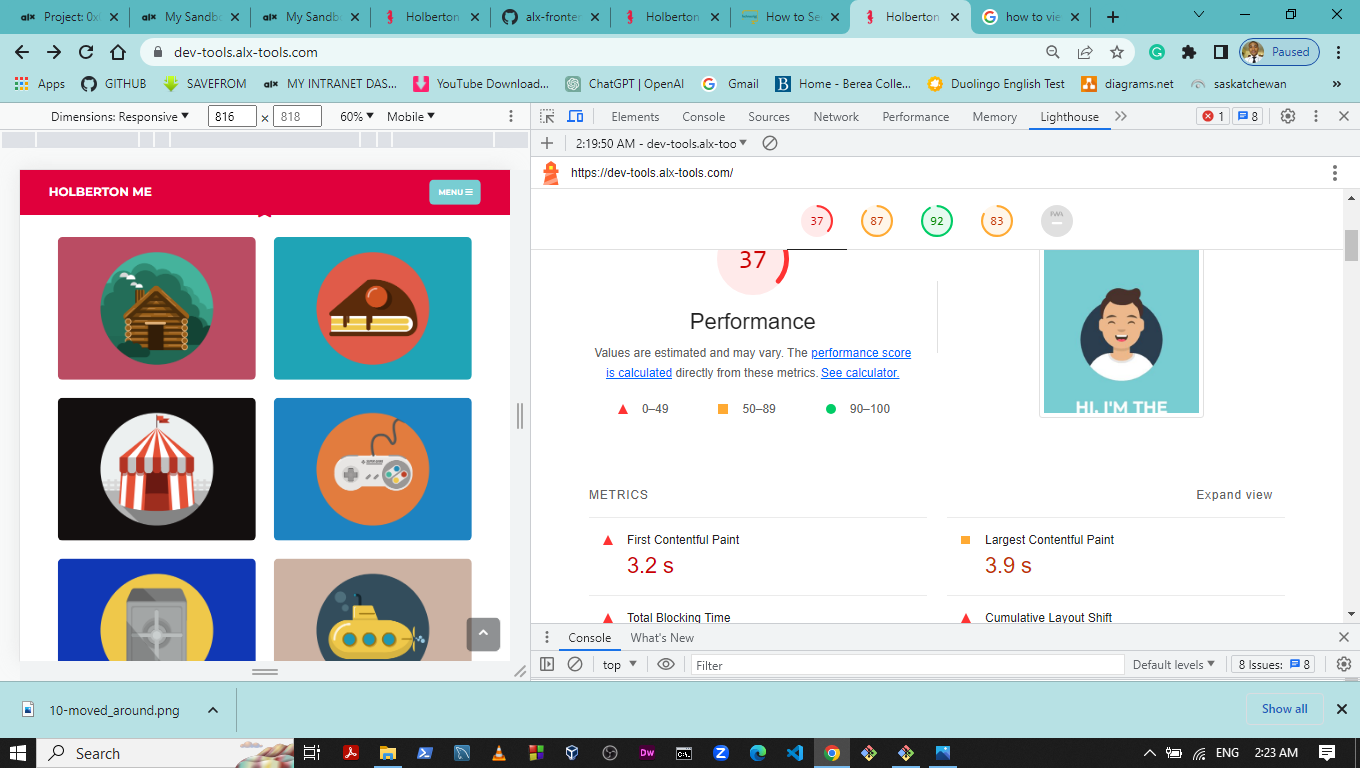 Project: 0x
My Sandb
My Sandb
Holberton
alx-fronter
Holberton
How to Se
Holberton
how to vie
dev-tools.alx-tools.com
Paused
Apps
GITHUB
SAVEFROM
MY INTRANET DAS...
YouTube Download...
ChatGPT | OpenAI
Gmail
Home - Berea Colle...
Duolingo English Test
diagrams.net
saskatchewan
Dimensions: Responsive
816
818
60%
Mobile
Elements
Console
Sources
Network
Performance
Memory
Lighthouse
1
8
2:19:50 AM - dev-tools.alx-too
https://dev-tools.alx-tools.com/
HOLBERTON ME
MENU
37
87
92
83
PWA
37
Performance
Values are estimated and may vary. The performance score
is calculated directly from these metrics. See calculator.
0–49
50–89
90–100
HI, I'M THE
METRICS
Expand view
First Contentful Paint
3.2 s
Largest Contentful Paint
3.9 s
Total Blocking Time
Cumulative Layout Shift
Console
What's New
top
Filter
Default levels
8 Issues:
8
10-moved_around.png
Show all
Search
Dw
ENG
2:23 AM